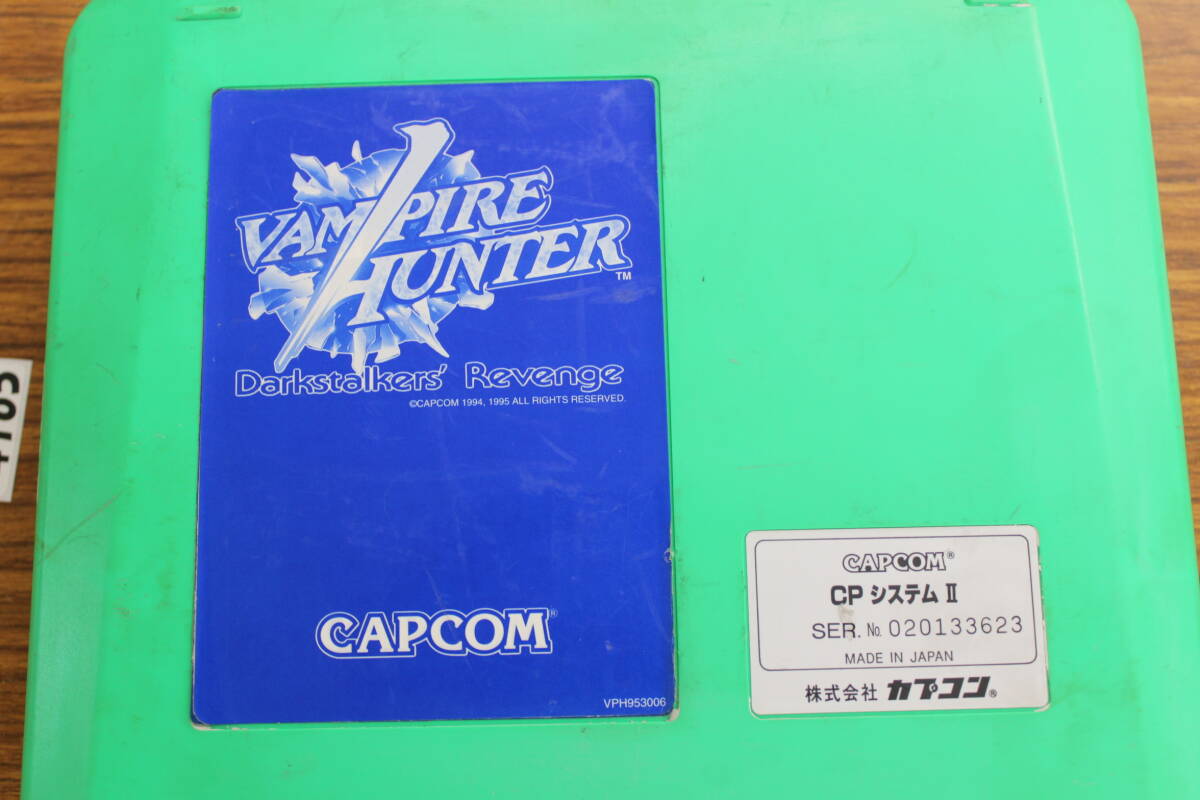 VAMPIRE
HUNTER
TM
Darkstalkers' Revenge
©CAPCOM 1994, 1995 ALL RIGHTS RESERVED.
CAPCOM®
VPH953006
CAPCOM®
CP システム II
SER. No. 020133623
MADE IN JAPAN
株式会社 カプコン®